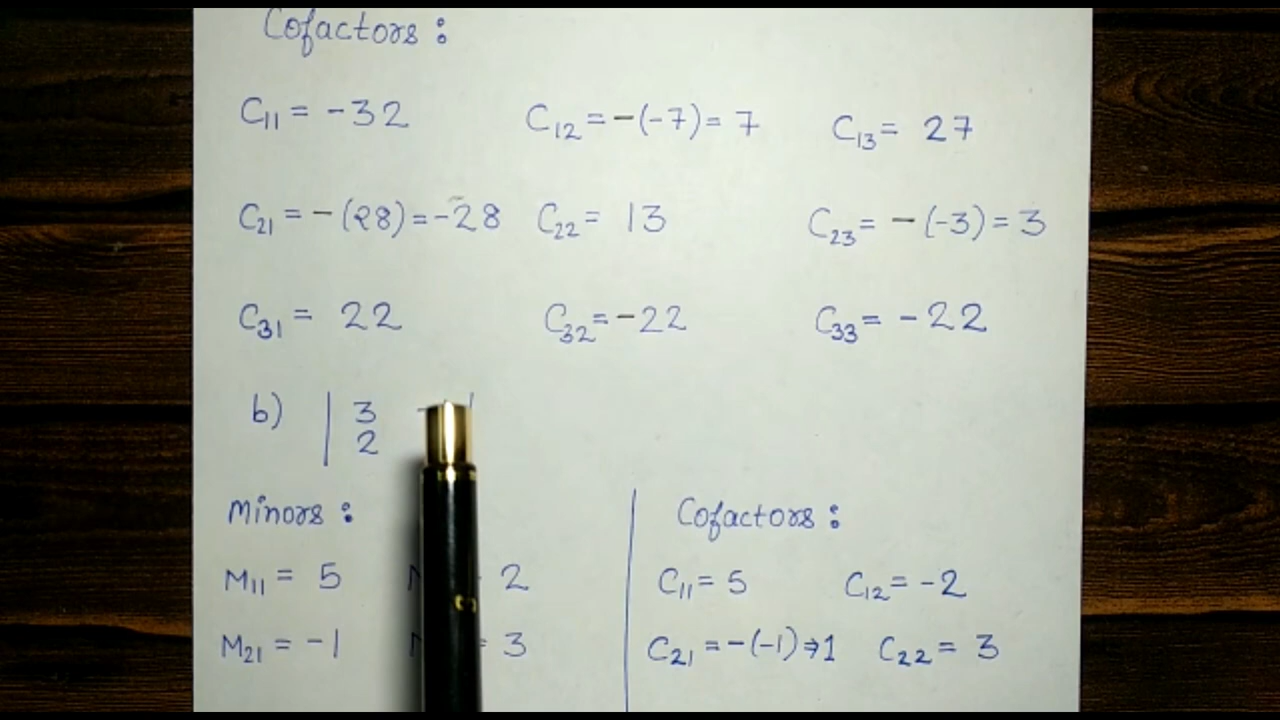 Cofactors :
C11 = -32 C12 = -(-7) = 7 C13 = 27
C21 = -(28) = -28 C22 = 13 C23 = -(-3) = 3
C31 = 22 C32 = -22 C33 = -22
b) | 3
2
Minors : Cofactors :
M11 = 5 2 C11 = 5 C12 = -2
M21 = -1 = 3 C21 = -(-1) ⇒ 1 C22 = 3